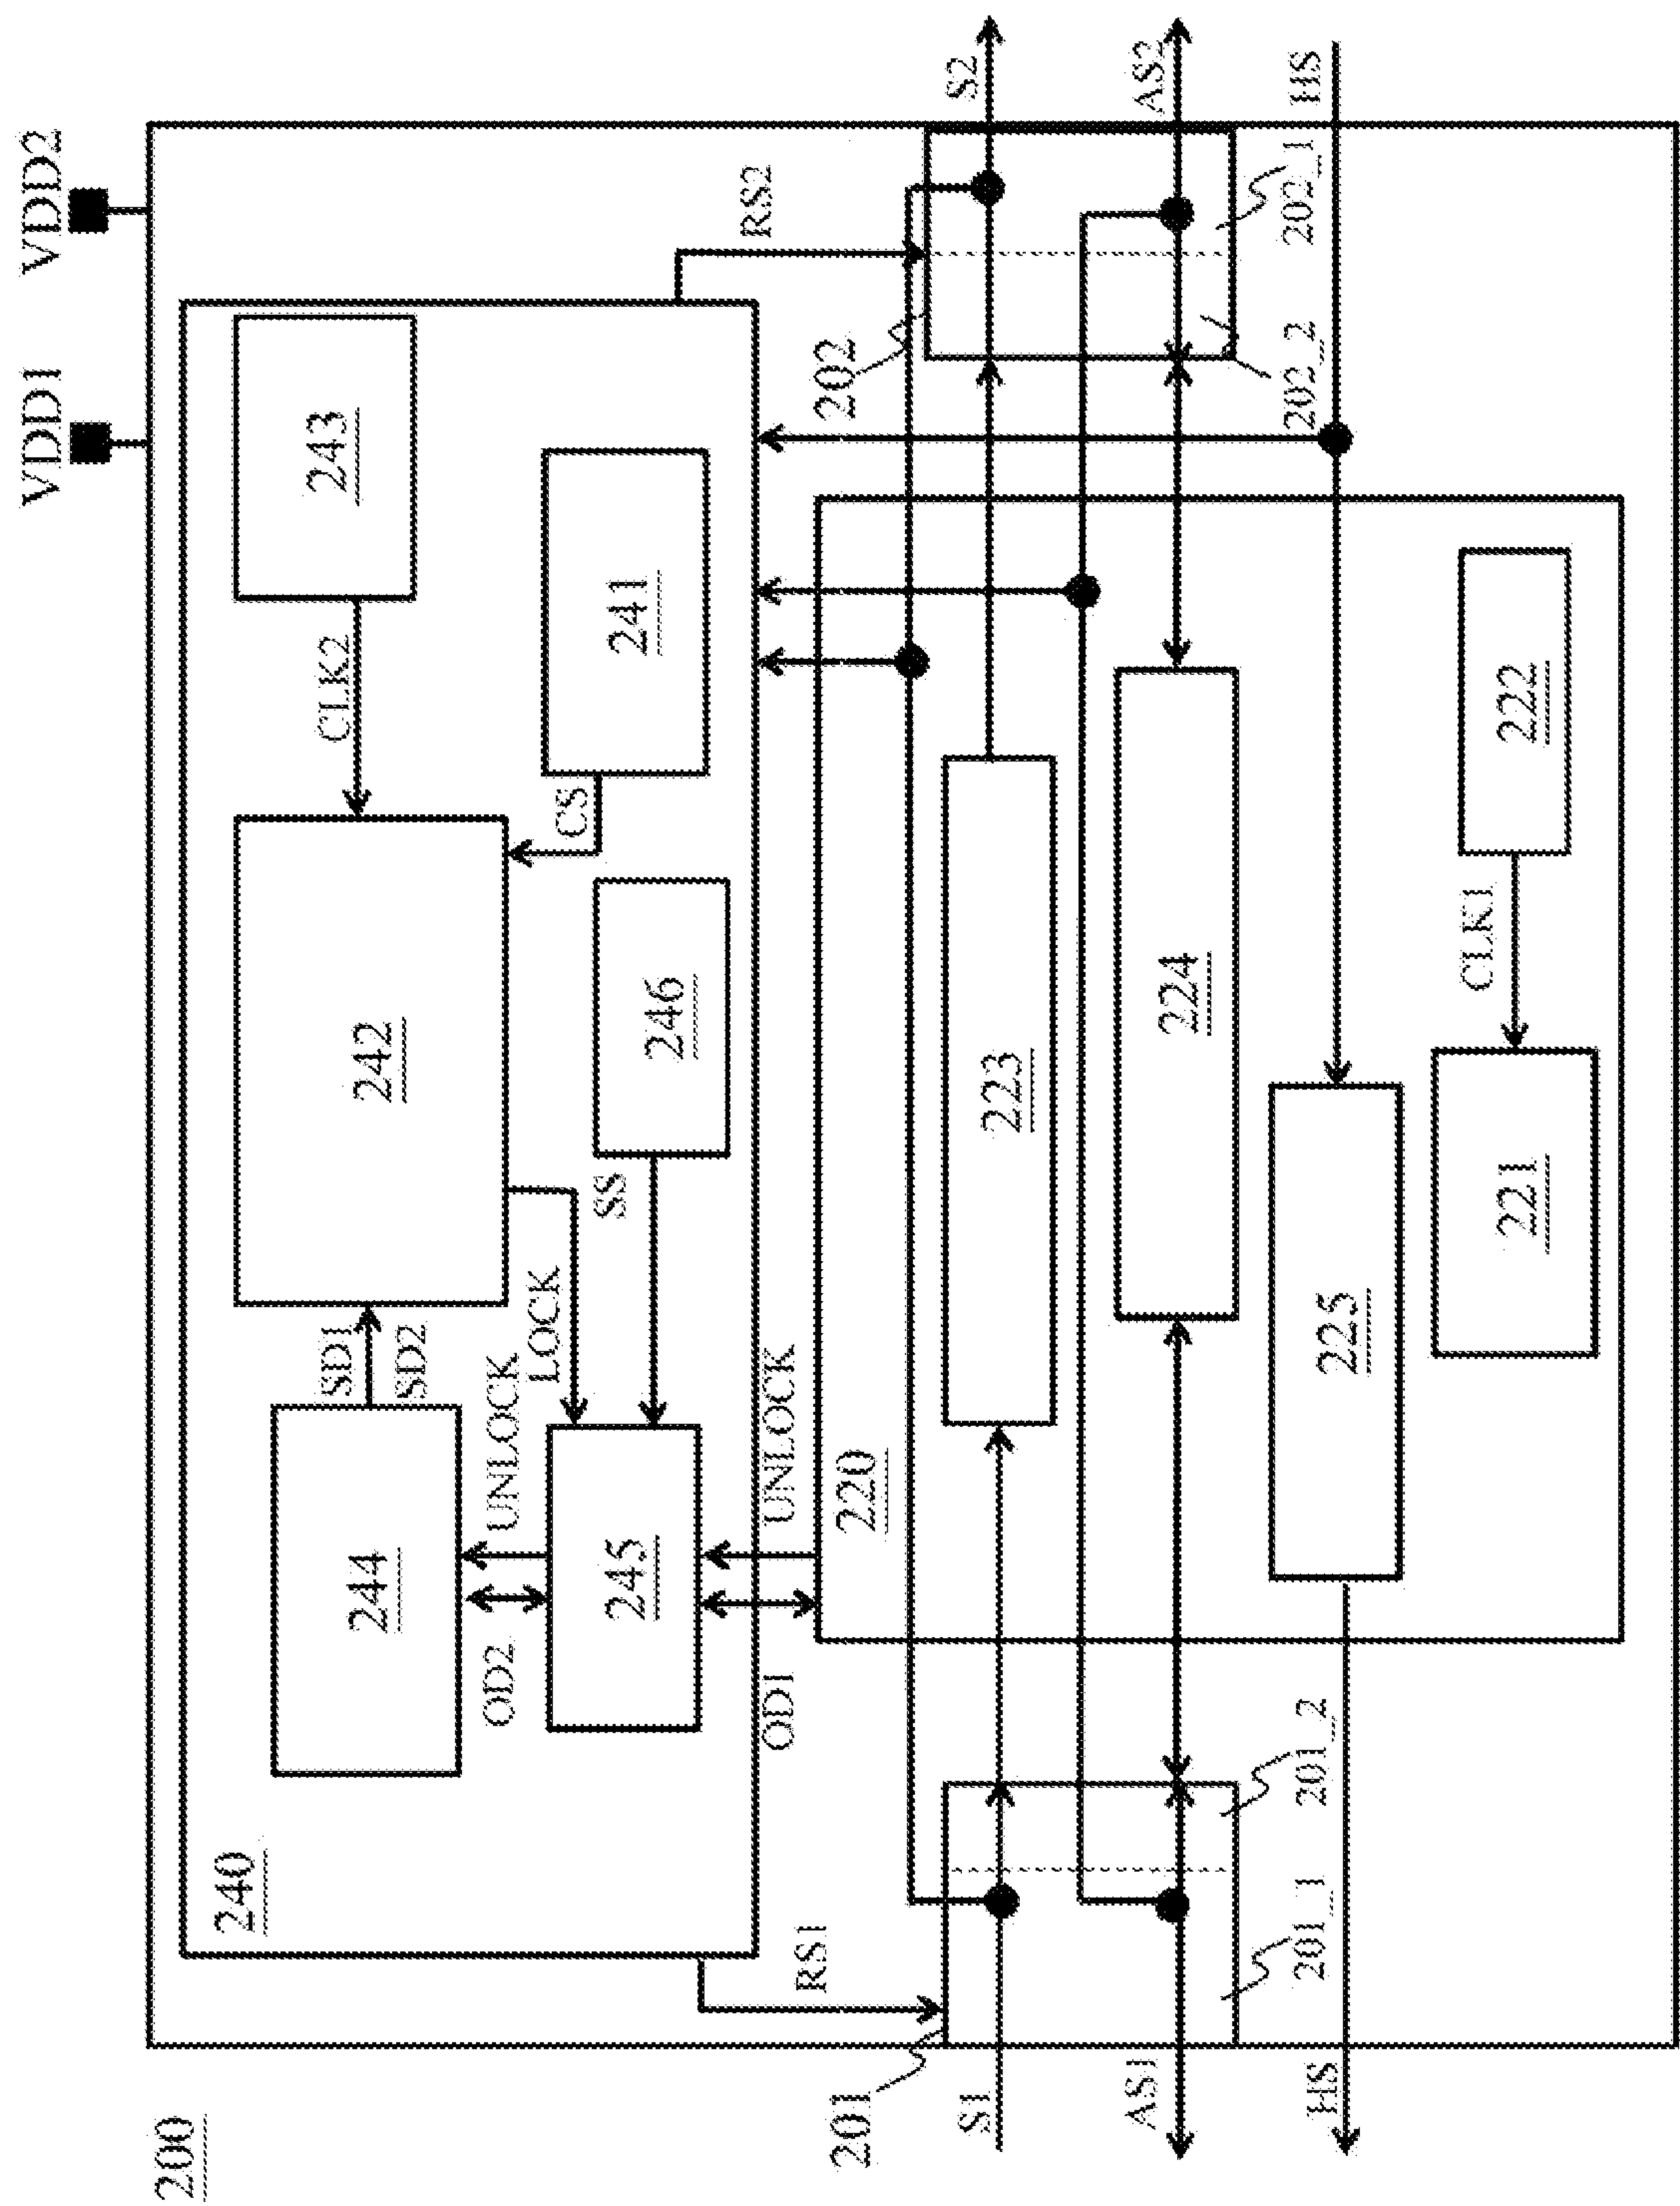 200
VDD1
VDD2
240
244
SD1
SD2
242
CLK2
243
UNLOCK
LOCK
CS
241
OD2
245
SS
246
RS1
OD1
UNLOCK
RS2
220
201
202
S1
223
S2
AS1
224
AS2
201_1
201_2
202_2
202_1
HS
225
HS
221
CLK1
222